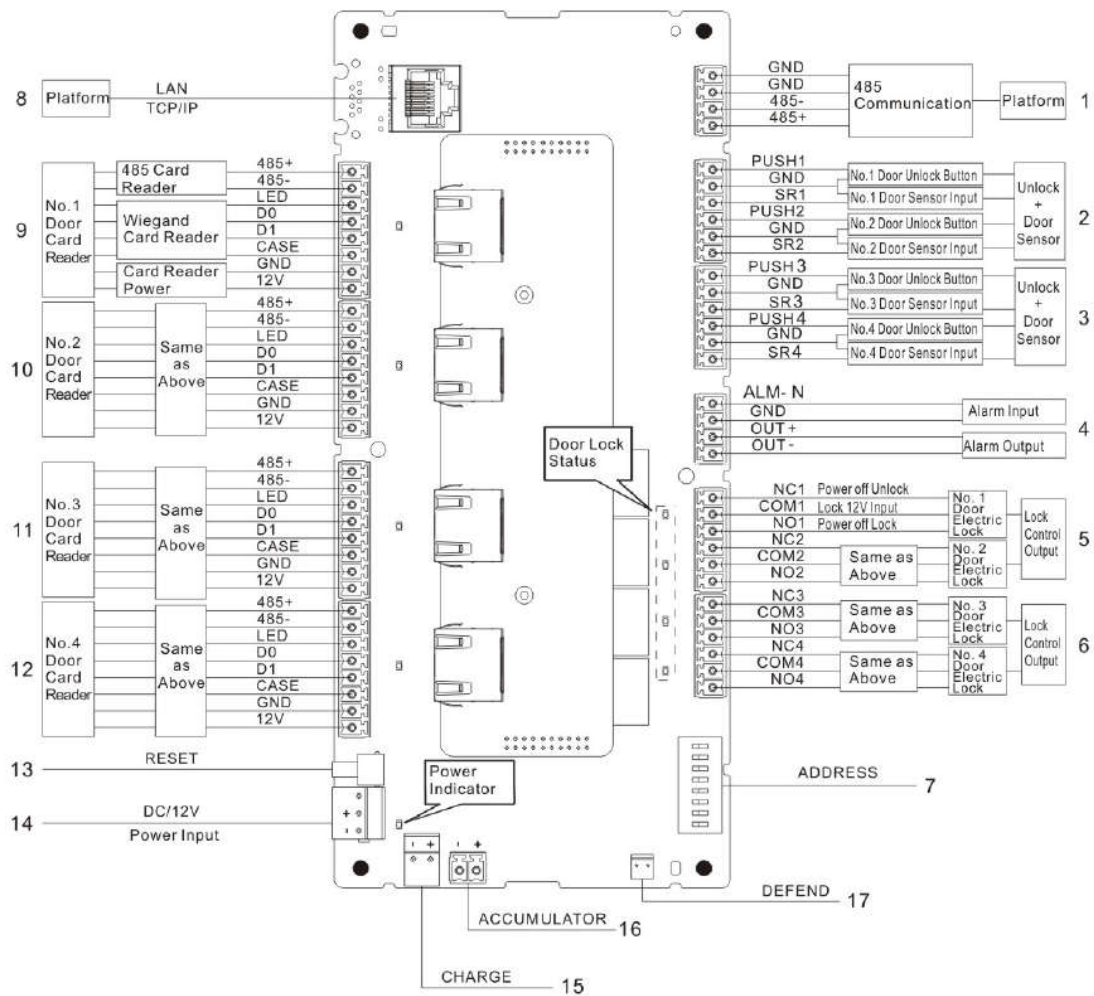 8
Platform
LAN
TCP/IP
9
No.1
Door
Card
Reader
485 Card
Reader
Wiegand
Card Reader
Card Reader
Power
485+
485-
LED
D0
D1
CASE
GND
12V
10
No.2
Door
Card
Reader
Same
as
Above
485+
485-
LED
D0
D1
CASE
GND
12V
11
No.3
Door
Card
Reader
Same
as
Above
485+
485-
LED
D0
D1
CASE
GND
12V
12
No.4
Door
Card
Reader
Same
as
Above
485+
485-
LED
D0
D1
CASE
GND
12V
13
RESET
14
DC/12V
Power Input
+
-
Power
Indicator
Door Lock
Status
- +
- +
ACCUMULATOR
16
CHARGE
15
DEFEND
17
GND
GND
485-
485+
485
Communication
Platform
1
PUSH1
GND
SR1
PUSH2
GND
SR2
No.1 Door Unlock Button
No.1 Door Sensor Input
No.2 Door Unlock Button
No.2 Door Sensor Input
Unlock
+
Door
Sensor
2
PUSH3
GND
SR3
PUSH4
GND
SR4
No.3 Door Unlock Button
No.3 Door Sensor Input
No.4 Door Unlock Button
No.4 Door Sensor Input
Unlock
+
Door
Sensor
3
ALM- N
GND
OUT+
OUT-
Alarm Input
Alarm Output
4
NC1 Power off Unlock
COM1 Lock 12V Input
NO1 Power off Lock
NC2
COM2
NO2
Same as
Above
No. 1
Door
Electric
Lock
No. 2
Door
Electric
Lock
Lock
Control
Output
5
NC3
COM3
NO3
NC4
COM4
NO4
Same as
Above
Same as
Above
No. 3
Door
Electric
Lock
No. 4
Door
Electric
Lock
Lock
Control
Output
6
ADDRESS
7